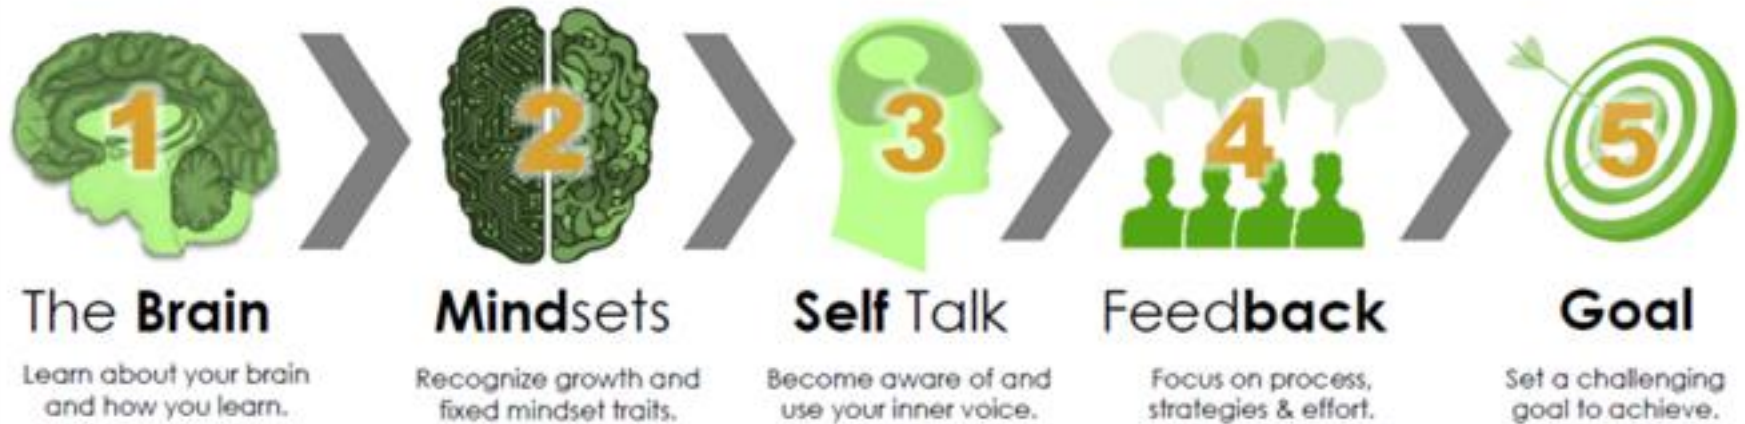 1
2
3
4
5
The Brain
Mindsets
Self Talk
Feedback
Goal
Learn about your brain
and how you learn.
Recognize growth and
fixed mindset traits.
Become aware of and
use your inner voice.
Focus on process,
strategies & effort.
Set a challenging
goal to achieve.